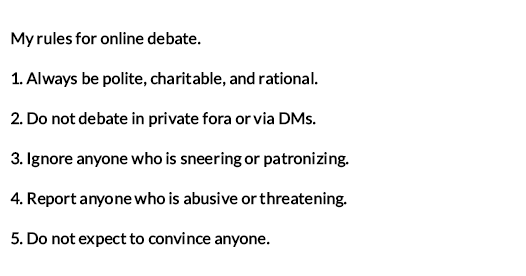 My rules for online debate.
1. Always be polite, charitable, and rational.
2. Do not debate in private fora or via DMs.
3. Ignore anyone who is sneering or patronizing.
4. Report anyone who is abusive or threatening.
5. Do not expect to convince anyone.